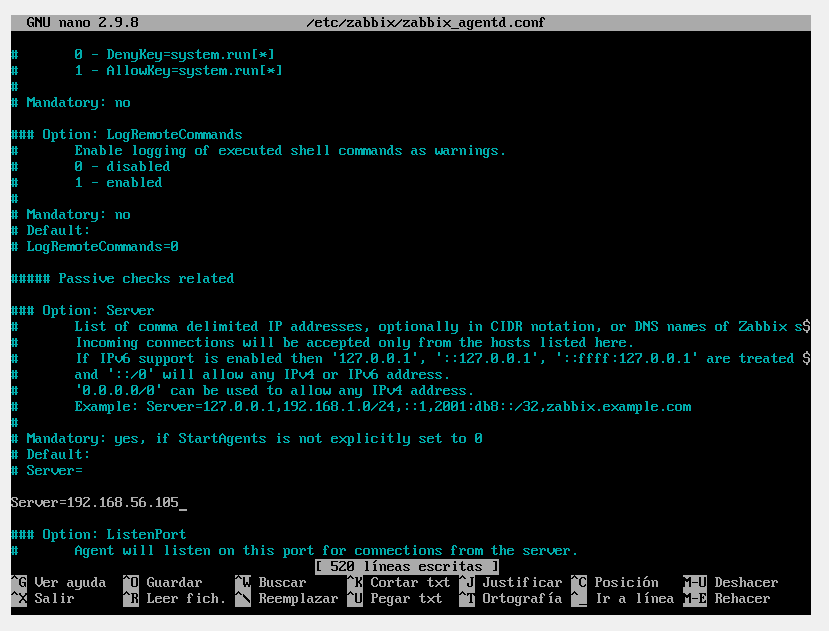 GNU nano 2.9.8 /etc/zabbix/zabbix_agentd.conf
# 0 - DenyKey=system.run[*]
# 1 - AllowKey=system.run[*]
#
# Mandatory: no
### Option: LogRemoteCommands
# Enable logging of executed shell commands as warnings.
# 0 - disabled
# 1 - enabled
#
# Mandatory: no
# Default:
# LogRemoteCommands=0
##### Passive checks related
### Option: Server
# List of comma delimited IP addresses, optionally in CIDR notation, or DNS names of Zabbix s$
# Incoming connections will be accepted only from the hosts listed here.
# If IPv6 support is enabled then '127.0.0.1', '::127.0.0.1', '::ffff:127.0.0.1' are treated $
# and '::/0' will allow any IPv4 or IPv6 address.
# '0.0.0.0/0' can be used to allow any IPv4 address.
# Example: Server=127.0.0.1,192.168.1.0/24,::1,2001:db8::/32,zabbix.example.com
#
# Mandatory: yes, if StartAgents is not explicitly set to 0
# Default:
# Server=
Server=192.168.56.105_
### Option: ListenPort
# Agent will listen on this port for connections from the server.
[ 520 líneas escritas ]
^G Ver ayuda ^O Guardar ^W Buscar ^K Cortar txt ^J Justificar ^C Posición M-U Deshacer
^X Salir ^R Leer fich. ^\ Reemplazar ^U Pegar txt ^T Ortografía ^_ Ir a línea M-E Rehacer